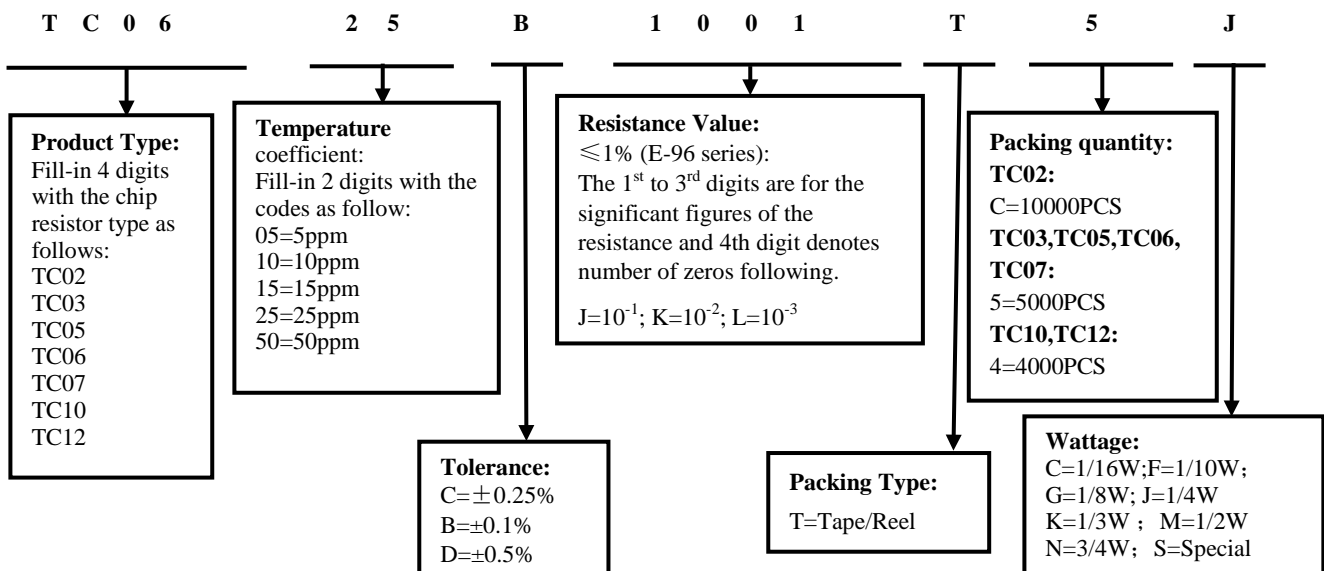 T C 0 6 2 5 B 1 0 0 1 T 5 J
Product Type:
Fill-in 4 digits
with the chip
resistor type as
follows:
TC02
TC03
TC05
TC06
TC07
TC10
TC12
Temperature
coefficient:
Fill-in 2 digits with the
codes as follow:
05=5ppm
10=10ppm
15=15ppm
25=25ppm
50=50ppm
Tolerance:
C=±0.25%
B=±0.1%
D=±0.5%
Resistance Value:
≤1% (E-96 series):
The 1st to 3rd digits are for the
significant figures of the
resistance and 4th digit denotes
number of zeros following.
J=10⁻¹; K=10⁻²; L=10⁻³
Packing Type:
T=Tape/Reel
Packing quantity:
TC02:
C=10000PCS
TC03,TC05,TC06,
TC07:
5=5000PCS
TC10,TC12:
4=4000PCS
Wattage:
C=1/16W;F=1/10W；
G=1/8W; J=1/4W
K=1/3W ； M=1/2W
N=3/4W； S=Special